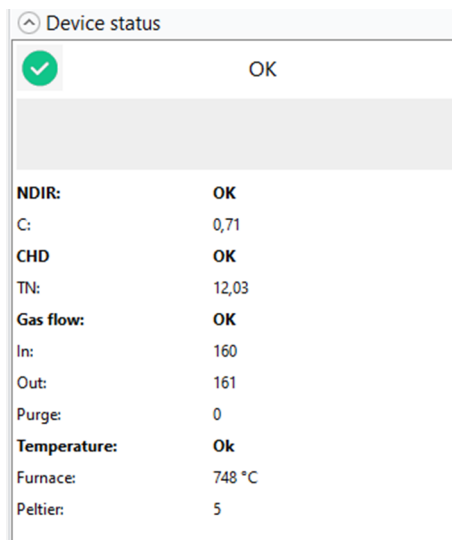 Device status
OK
NDIR: OK
C: 0,71
CHD OK
TN: 12,03
Gas flow: OK
In: 160
Out: 161
Purge: 0
Temperature: Ok
Furnace: 748 °C
Peltier: 5